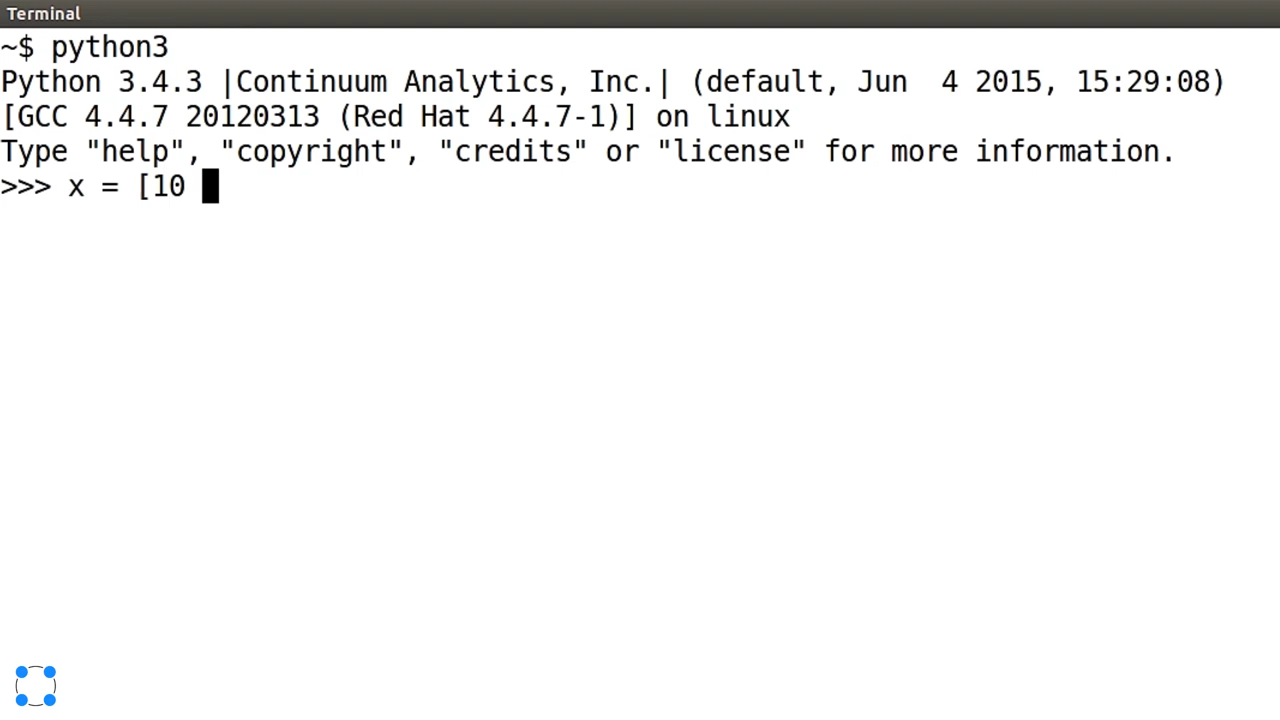 Terminal
~$ python3
Python 3.4.3 |Continuum Analytics, Inc.| (default, Jun  4 2015, 15:29:08)
[GCC 4.4.7 20120313 (Red Hat 4.4.7-1)] on linux
Type "help", "copyright", "credits" or "license" for more information.
>>> x = [10